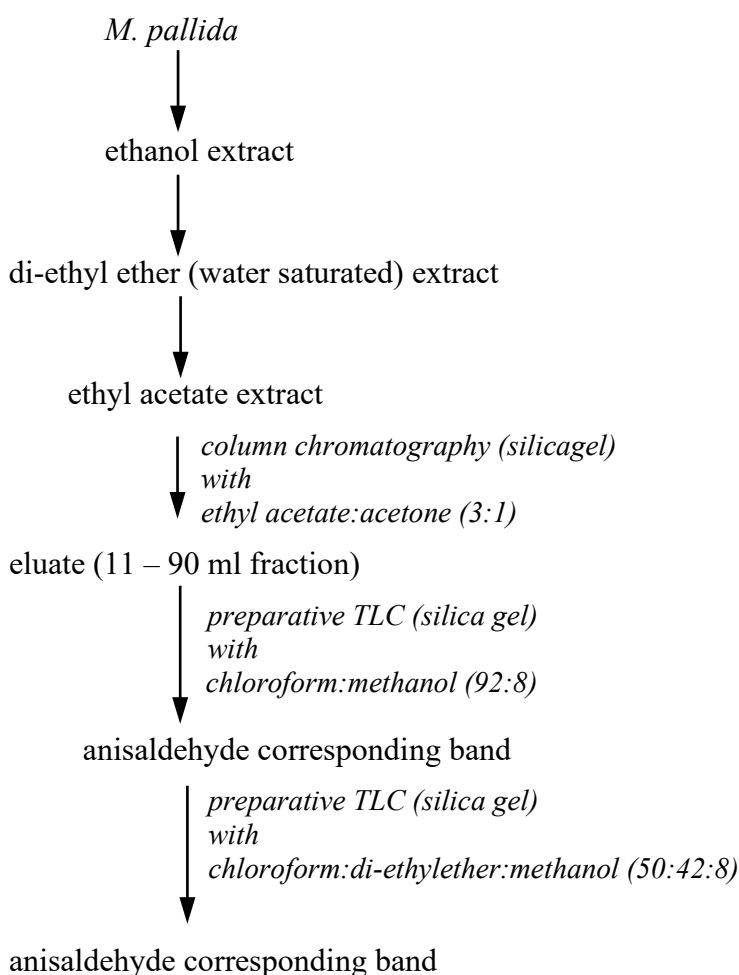 M. pallida
ethanol extract
di-ethyl ether (water saturated) extract
ethyl acetate extract
column chromatography (silicagel)
with
ethyl acetate:acetone (3:1)
eluate (11 – 90 ml fraction)
preparative TLC (silica gel)
with
chloroform:methanol (92:8)
anisaldehyde corresponding band
preparative TLC (silica gel)
with
chloroform:di-ethylether:methanol (50:42:8)
anisaldehyde corresponding band